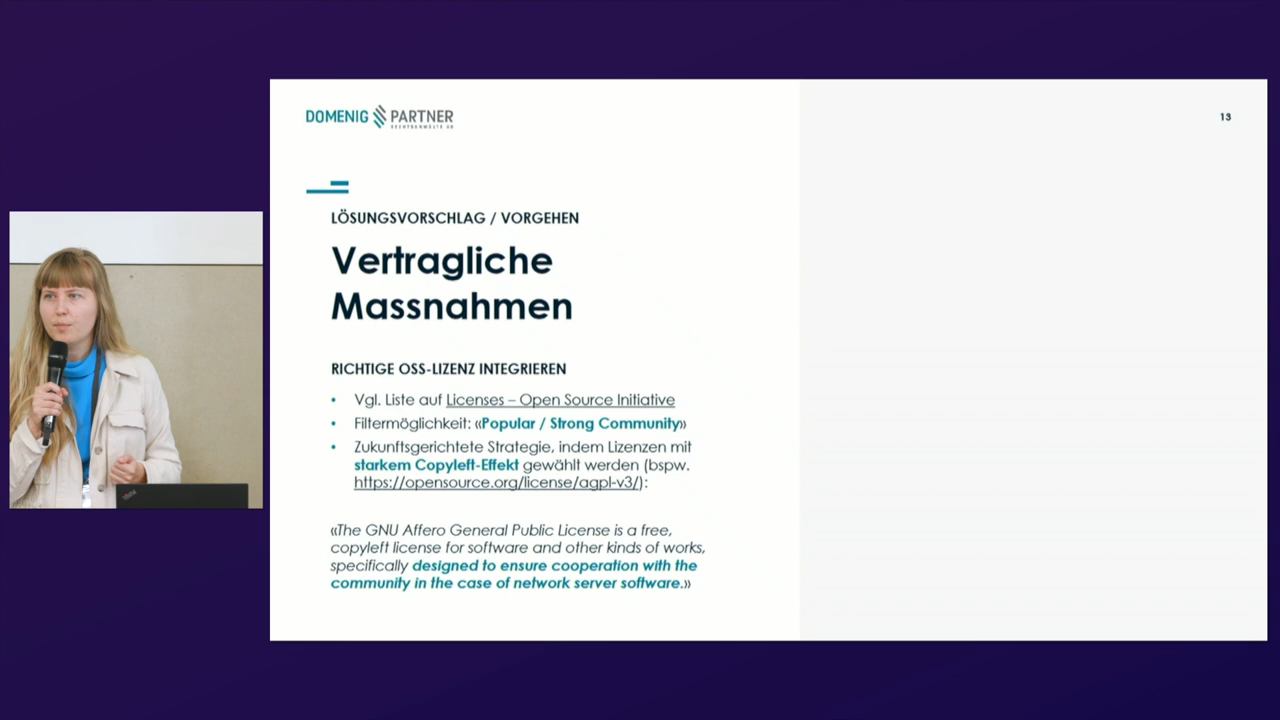 DOMENIG PARTNER
RECHTSANWÄLTE AG
13
LÖSUNGSVORSCHLAG / VORGEHEN
Vertragliche
Massnahmen
RICHTIGE OSS-LIZENZ INTEGRIEREN
• Vgl. Liste auf Licenses – Open Source Initiative
• Filtermöglichkeit: «Popular / Strong Community»
• Zukunftsgerichtete Strategie, indem Lizenzen mit
starkem Copyleft-Effekt gewählt werden (bspw.
https://opensource.org/license/agpl-v3/):
«The GNU Affero General Public License is a free,
copyleft license for software and other kinds of works,
specifically designed to ensure cooperation with the
community in the case of network server software.»